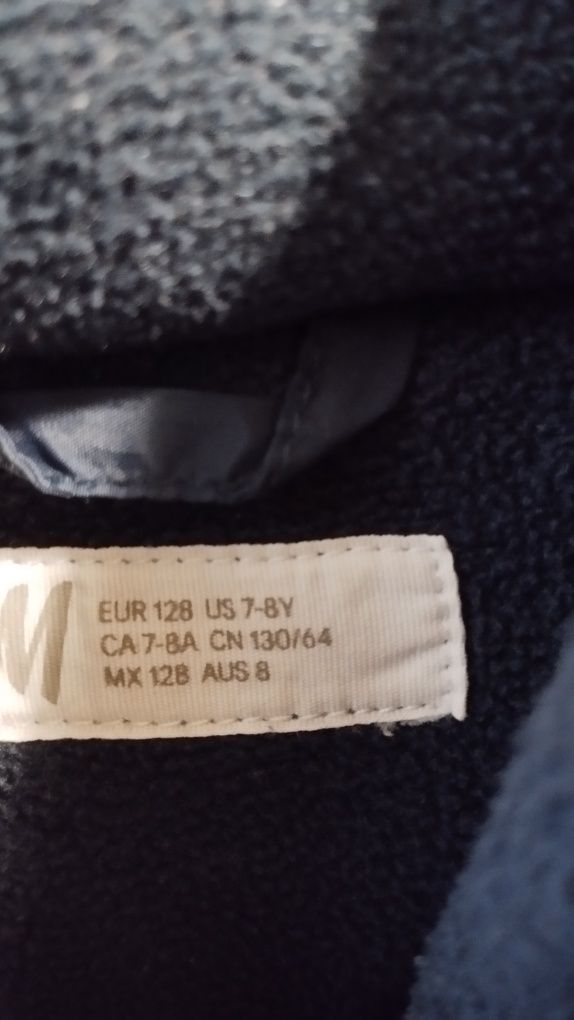 M
EUR 128 US 7-8Y
CA 7-8A CN 130/64
MX 128 AUS 8